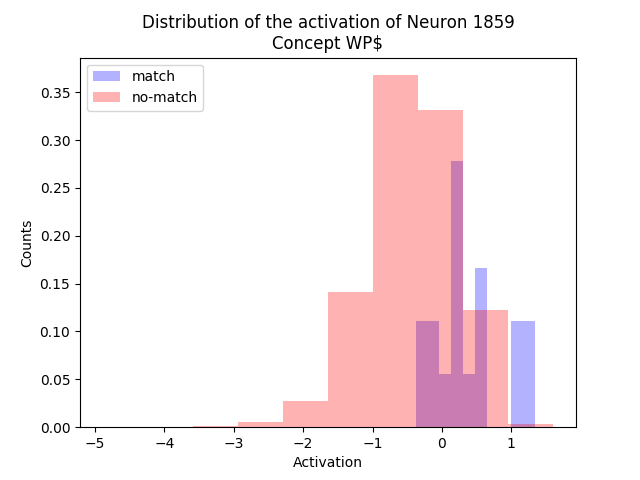 Distribution of the activation of Neuron 1859
Concept WP$
match
no-match
0.35
0.30
0.25
0.20
0.15
0.10
0.05
0.00
Counts
−5
−4
−3
−2
−1
0
1
Activation